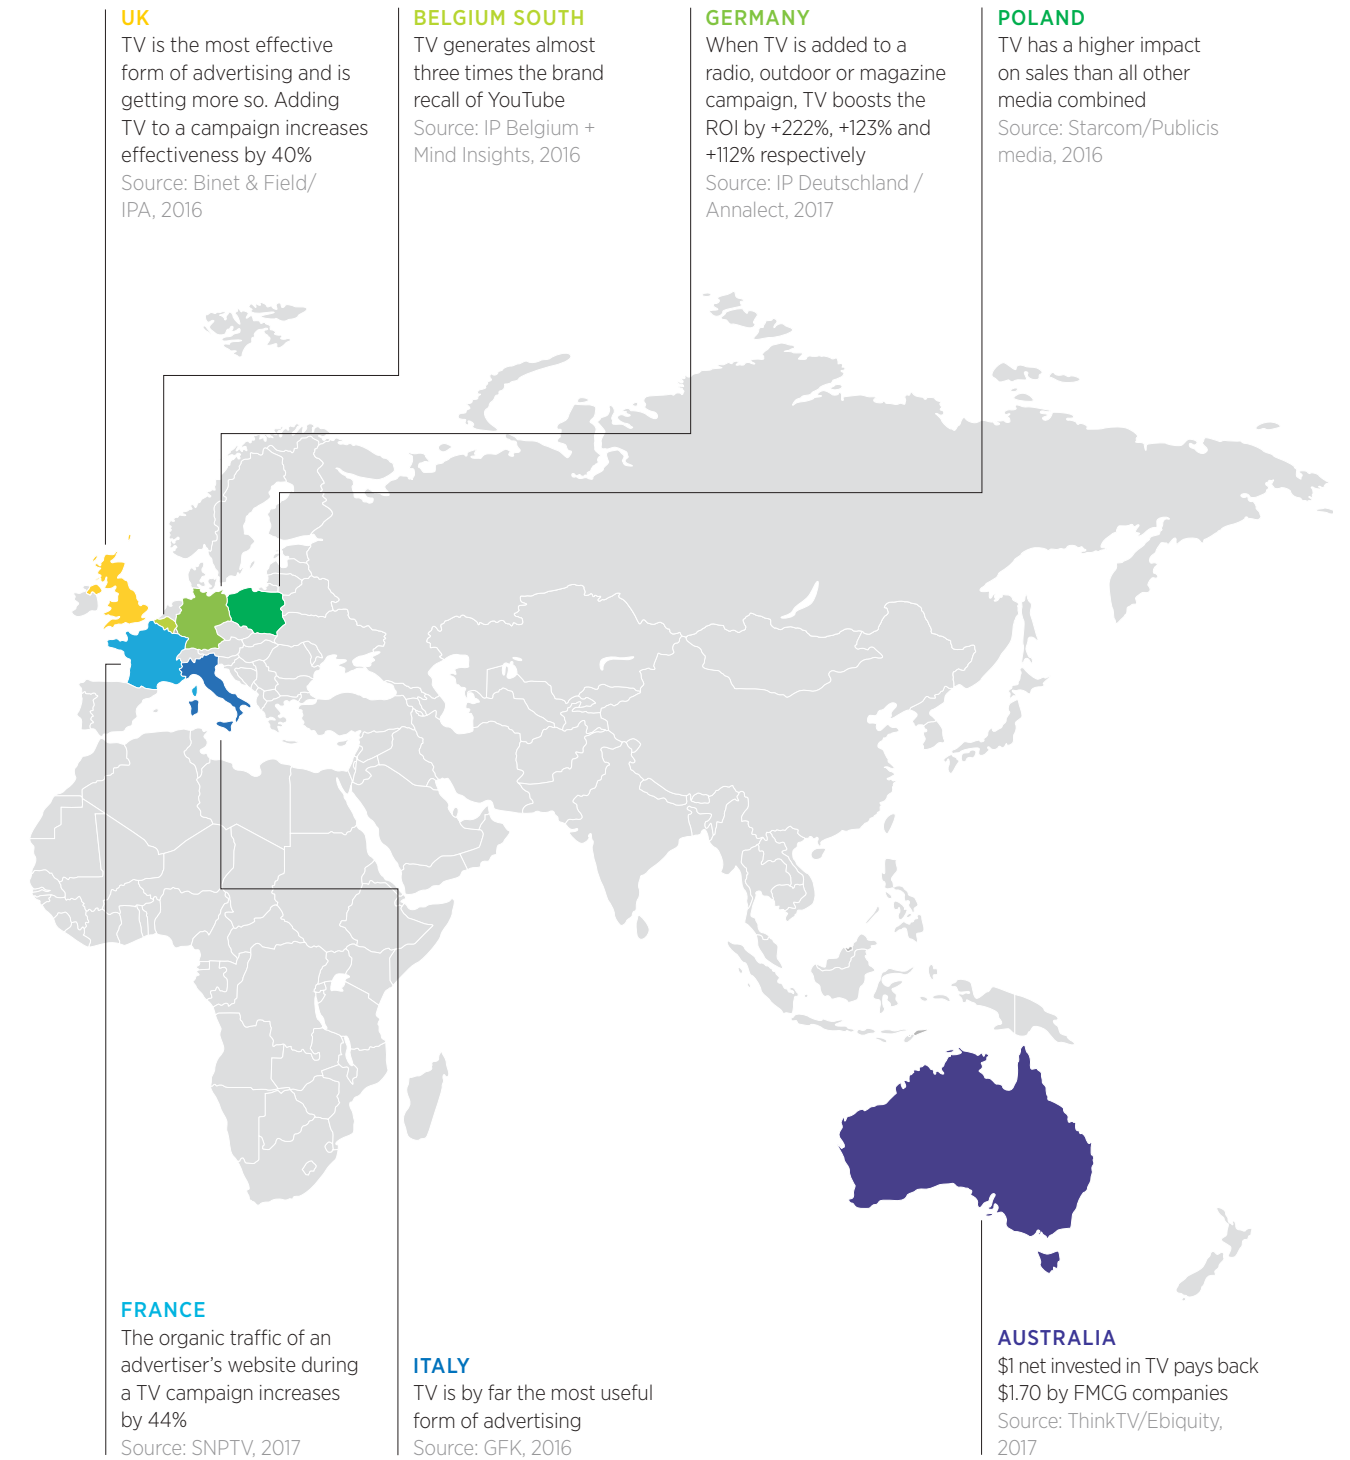 UK
TV is the most effective
form of advertising and is
getting more so. Adding
TV to a campaign increases
effectiveness by 40%
Source: Binet & Field/
IPA, 2016
BELGIUM SOUTH
TV generates almost
three times the brand
recall of YouTube
Source: IP Belgium +
Mind Insights, 2016
GERMANY
When TV is added to a
radio, outdoor or magazine
campaign, TV boosts the
ROI by +222%, +123% and
+112% respectively
Source: IP Deutschland /
Annalect, 2017
POLAND
TV has a higher impact
on sales than all other
media combined
Source: Starcom/Publicis
media, 2016
FRANCE
The organic traffic of an
advertiser's website during
a TV campaign increases
by 44%
Source: SNPTV, 2017
ITALY
TV is by far the most useful
form of advertising
Source: GFK, 2016
AUSTRALIA
$1 net invested in TV pays back
$1.70 by FMCG companies
Source: ThinkTV/Ebiquity,
2017